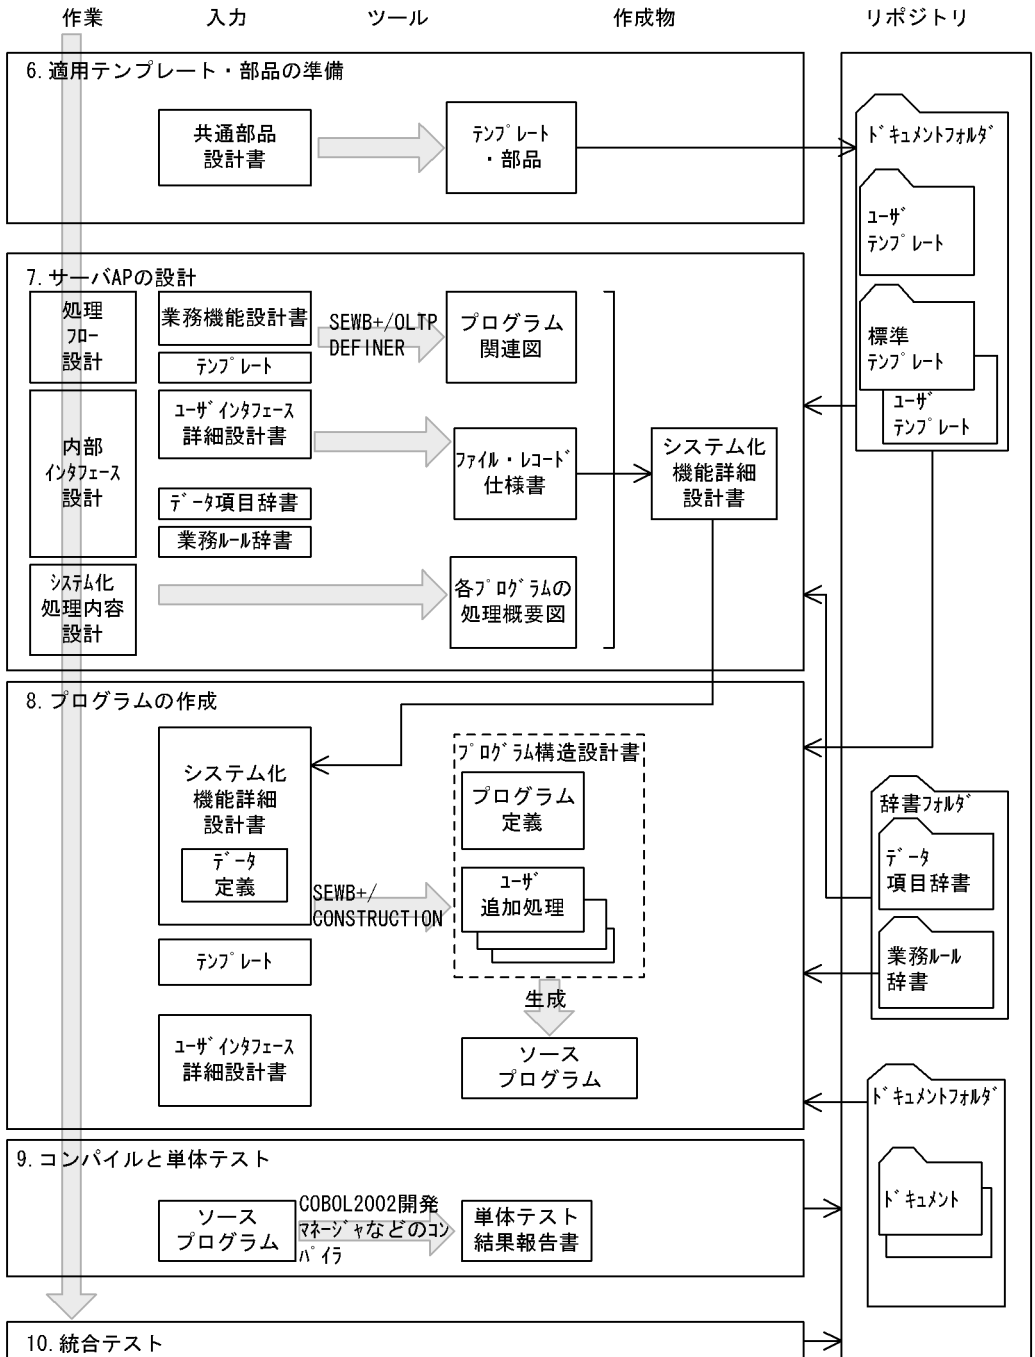 作業 入力 ツール 作成物 リポジトリ
6. 適用テンプレート・部品の準備
共通部品
設計書
ﾃﾝﾌﾟﾚｰﾄ
・部品
ﾄﾞｷｭﾒﾝﾄﾌｫﾙﾀﾞ
ﾕｰｻﾞ
ﾃﾝﾌﾟﾚｰﾄ
標準
ﾃﾝﾌﾟﾚｰﾄ
ﾕｰｻﾞ
ﾃﾝﾌﾟﾚｰﾄ
7. サーバAPの設計
処理
ﾌﾛｰ
設計
業務機能設計書
ﾃﾝﾌﾟﾚｰﾄ
SEWB+/OLTP
DEFINER
プログラム
関連図
内部
ｲﾝﾀﾌｪｰｽ
設計
ﾕｰｻﾞｲﾝﾀﾌｪｰｽ
詳細設計書
ﾃﾞｰﾀ項目辞書
業務ﾙｰﾙ辞書
ﾌｧｲﾙ・ﾚｺｰﾄﾞ
仕様書
システム化
機能詳細
設計書
ｼｽﾃﾑ化
処理内容
設計
各ﾌﾟﾛｸﾞﾗﾑの
処理概要図
8. プログラムの作成
システム化
機能詳細
設計書
ﾃﾞｰﾀ
定義
SEWB+/
CONSTRUCTION
ﾃﾝﾌﾟﾚｰﾄ
ﾕｰｻﾞｲﾝﾀﾌｪｰｽ
詳細設計書
ﾌﾟﾛｸﾞﾗﾑ構造設計書
プログラム
定義
ﾕｰｻﾞ
追加処理
生成
ソース
プログラム
辞書ﾌｫﾙﾀﾞ
ﾃﾞｰﾀ
項目辞書
業務ﾙｰﾙ
辞書
ﾄﾞｷｭﾒﾝﾄﾌｫﾙﾀﾞ
ﾄﾞｷｭﾒﾝﾄ
9. コンパイルと単体テスト
ソース
プログラム
COBOL2002開発
ﾏﾈｰｼﾞｬなどのｺﾝ
ﾊﾟｲﾗ
単体テスト
結果報告書
10. 統合テスト